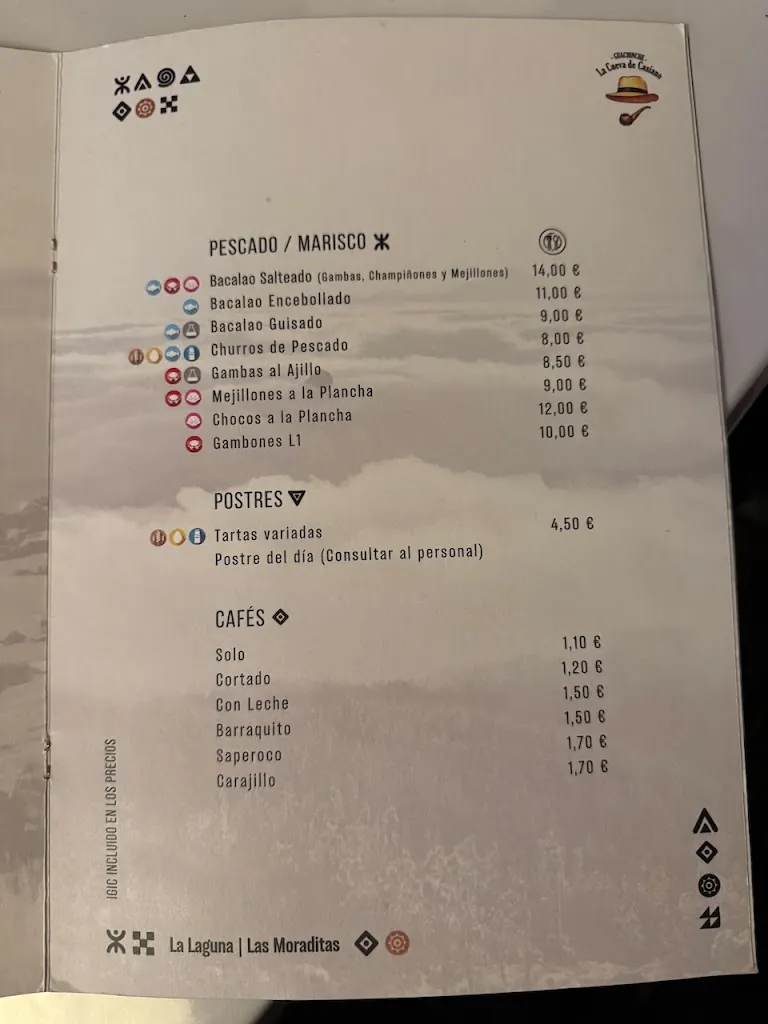 -GUACHINCHE-
La Cueva de Casiano
PESCADO / MARISCO
Bacalao Salteado (Gambas, Champiñones y Mejillones) 14,00 €
Bacalao Encebollado 11,00 €
Bacalao Guisado 9,00 €
Churros de Pescado 8,00 €
Gambas al Ajillo 8,50 €
Mejillones a la Plancha 9,00 €
Chocos a la Plancha 12,00 €
Gambones L1 10,00 €
POSTRES
Tartas variadas 4,50 €
Postre del día (Consultar al personal)
CAFÉS
Solo 1,10 €
Cortado 1,20 €
Con Leche 1,50 €
Barraquito 1,50 €
Saperoco 1,70 €
Carajillo 1,70 €
IGIC INCLUIDO EN LOS PRECIOS
La Laguna | Las Moraditas